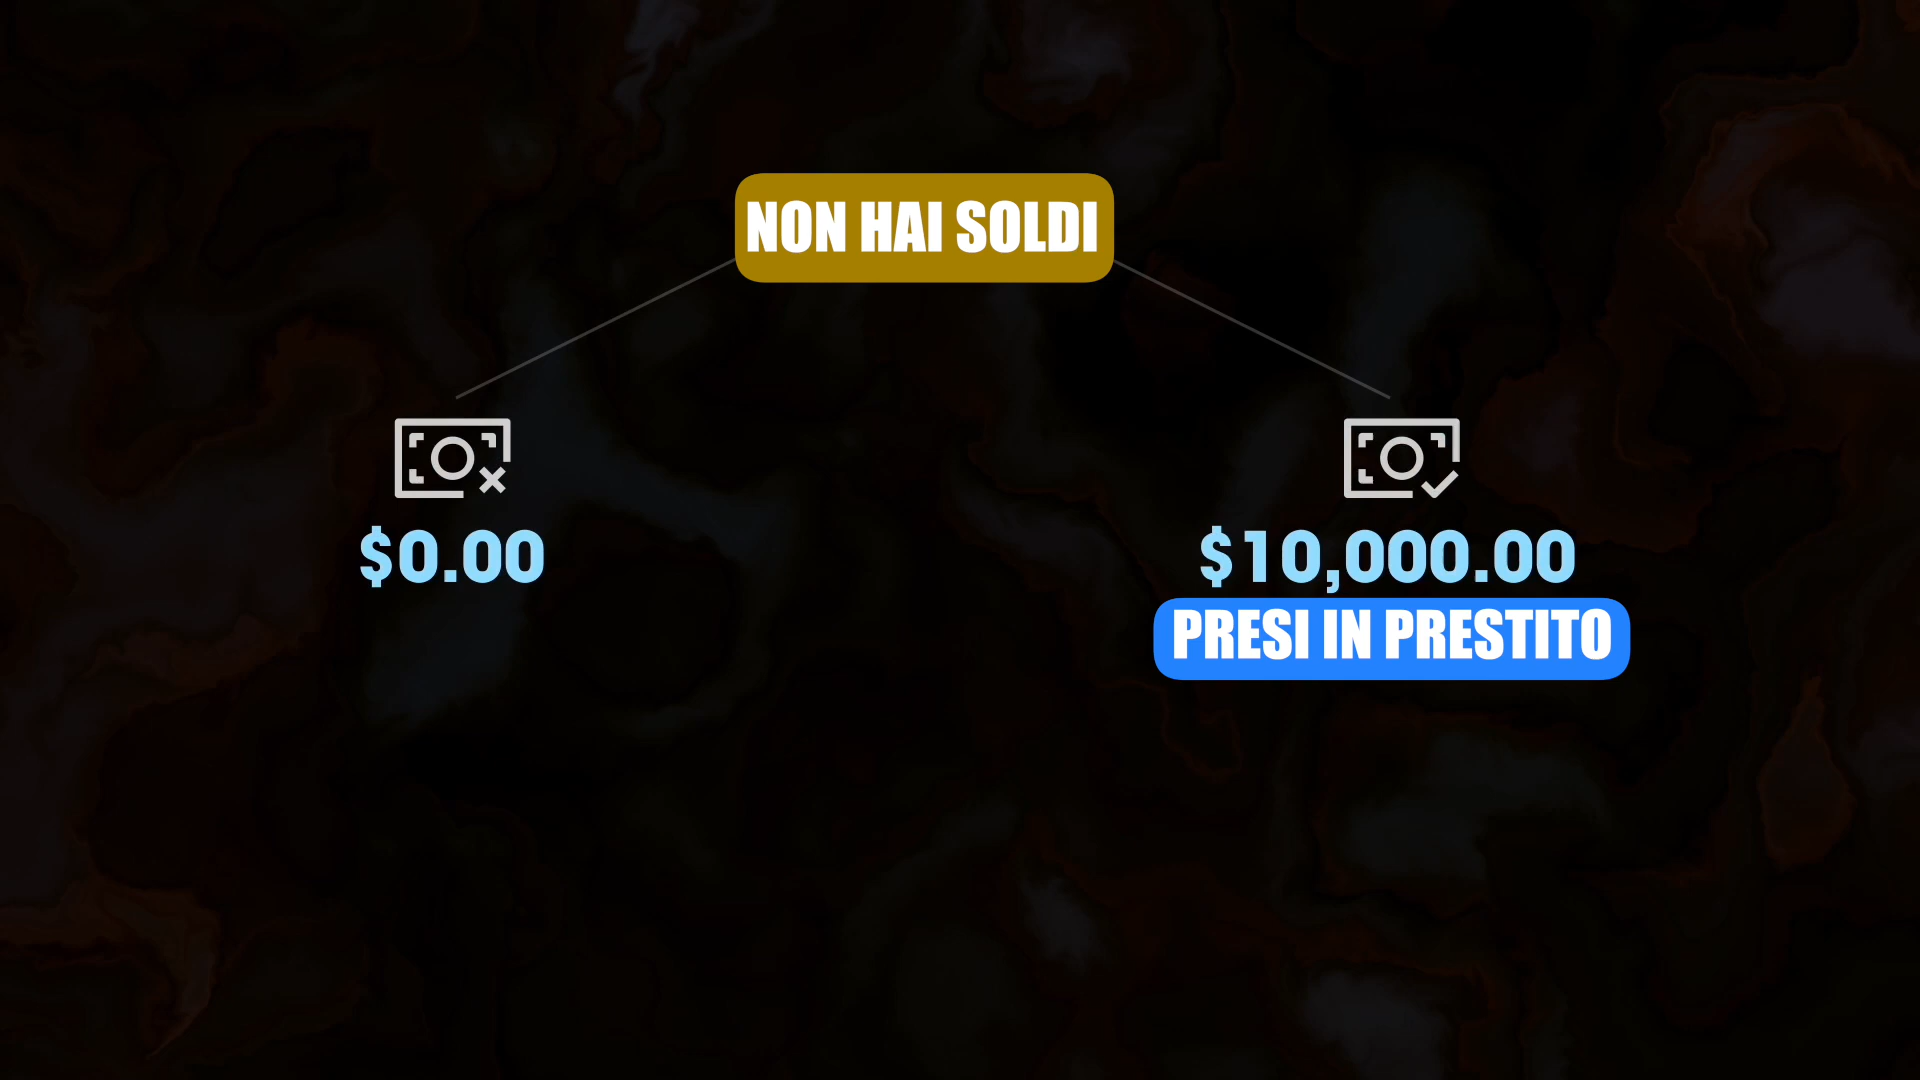 NON HAI SOLDI
$0.00
$10,000.00
PRESI IN PRESTITO